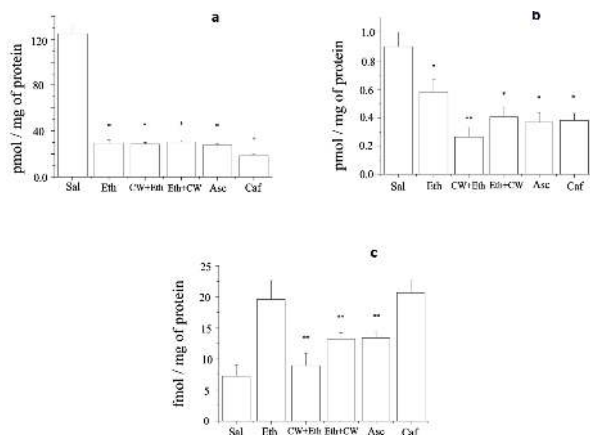 a
pmol / mg of protein
120
60
30
0.0
* * * * *
Sal Eth CW+Eth Eth+CW Asc Caf
b
pmol / mg of protein
1.0
0.8
0.6
0.4
0.2
0.0
* ** * * *
Sal Eth CW+Eth Eth+CW Asc Caf
c
fmol / mg of protein
25
20
15
10
5
0
** ** **
Sal Eth CW+Eth Eth+CW Asc Caf